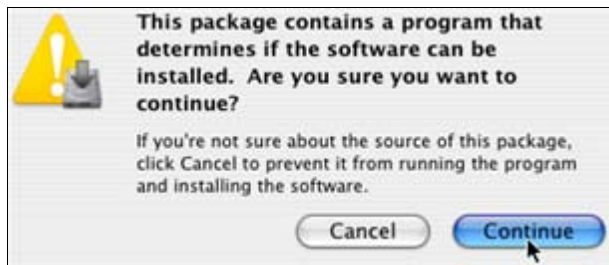 This package contains a program that
determines if the software can be
installed. Are you sure you want to
continue?
If you're not sure about the source of this package,
click Cancel to prevent it from running the program
and installing the software.
Cancel Continue